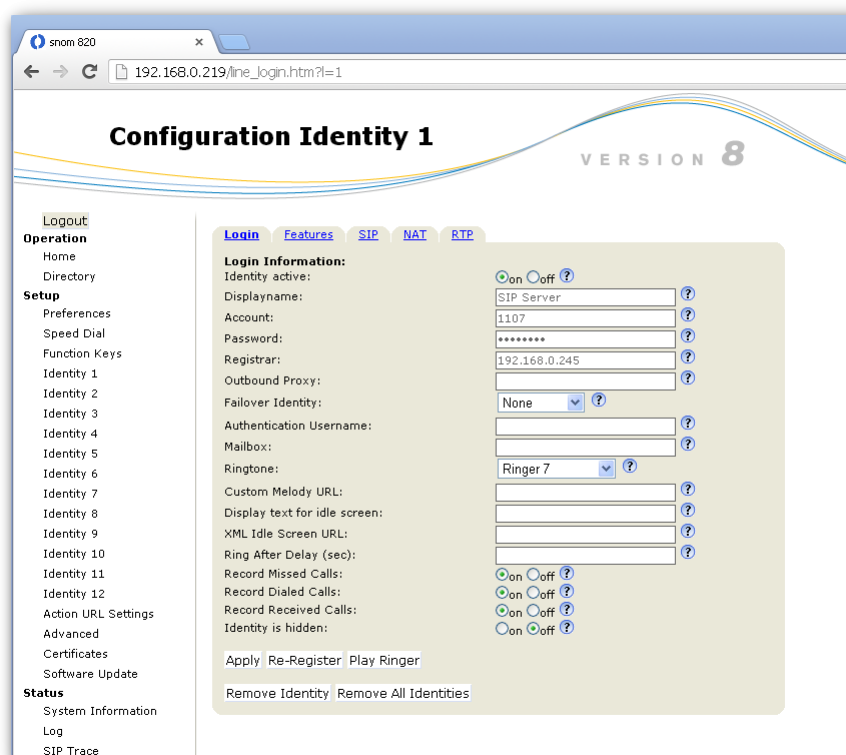 snom 820
192.168.0.219/line_login.htm?l=1
Configuration Identity 1
VERSION 8
Logout
Operation
Home
Directory
Setup
Preferences
Speed Dial
Function Keys
Identity 1
Identity 2
Identity 3
Identity 4
Identity 5
Identity 6
Identity 7
Identity 8
Identity 9
Identity 10
Identity 11
Identity 12
Action URL Settings
Advanced
Certificates
Software Update
Status
System Information
Log
SIP Trace
Login Features SIP NAT RTP
Login Information:
Identity active: on off ?
Displayname: SIP Server ?
Account: 1107 ?
Password: •••••••• ?
Registrar: 192.168.0.245 ?
Outbound Proxy: ?
Failover Identity: None ?
Authentication Username: ?
Mailbox: ?
Ringtone: Ringer 7 ?
Custom Melody URL: ?
Display text for idle screen: ?
XML Idle Screen URL: ?
Ring After Delay (sec): ?
Record Missed Calls: on off ?
Record Dialed Calls: on off ?
Record Received Calls: on off ?
Identity is hidden: on off ?
Apply Re-Register Play Ringer
Remove Identity Remove All Identities